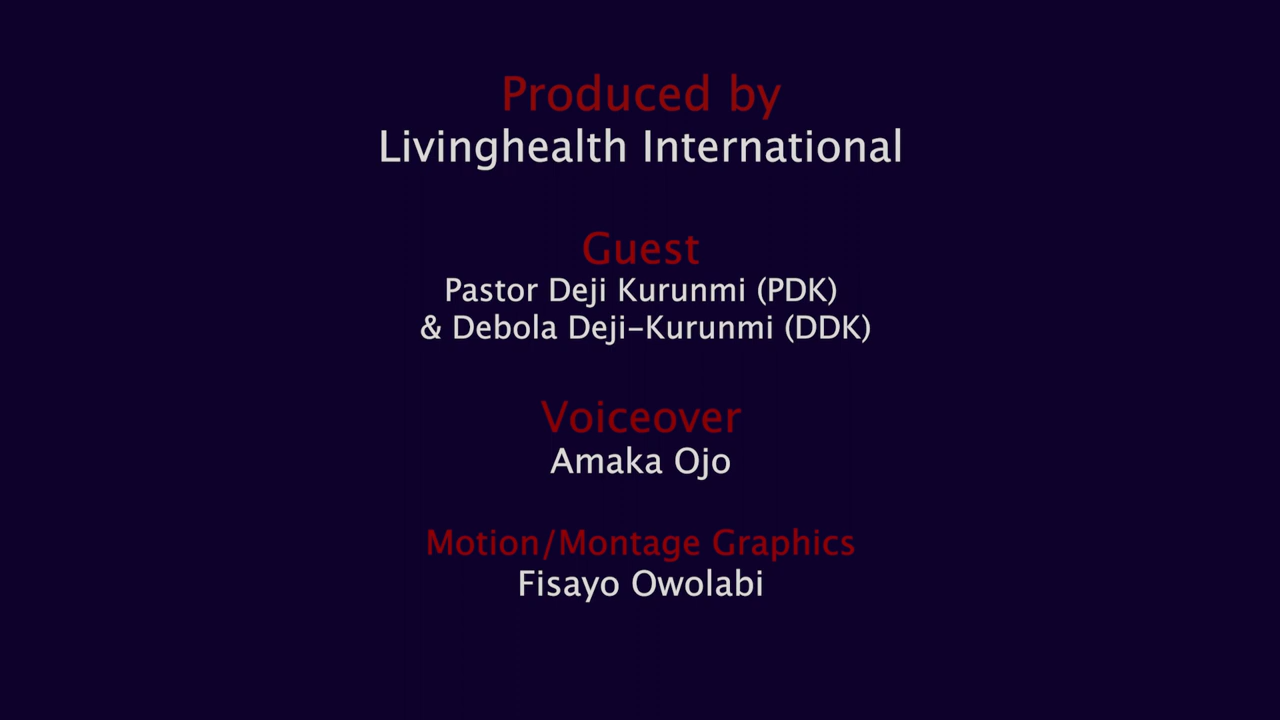 Produced by
Livinghealth International
Guest
Pastor Deji Kurunmi (PDK)
& Debola Deji-Kurunmi (DDK)
Voiceover
Amaka Ojo
Motion/Montage Graphics
Fisayo Owolabi